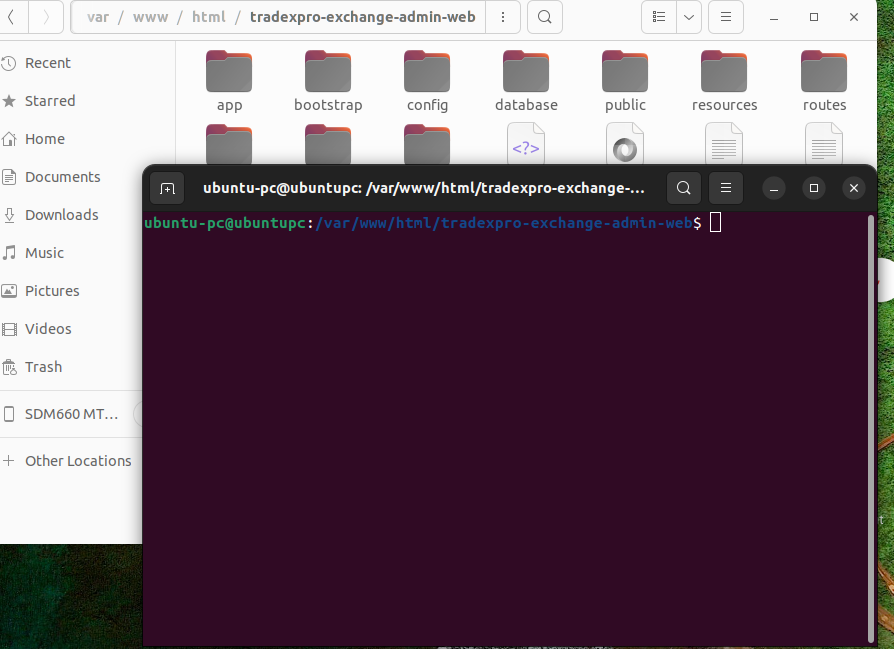 var / www / html / tradexpro-exchange-admin-web
Recent
Starred
Home
Documents
Downloads
Music
Pictures
Videos
Trash
SDM660 MT...
Other Locations
app bootstrap config database public resources routes
<?>
ubuntu-pc@ubuntupc: /var/www/html/tradexpro-exchange-...
ubuntu-pc@ubuntupc:/var/www/html/tradexpro-exchange-admin-web$
t